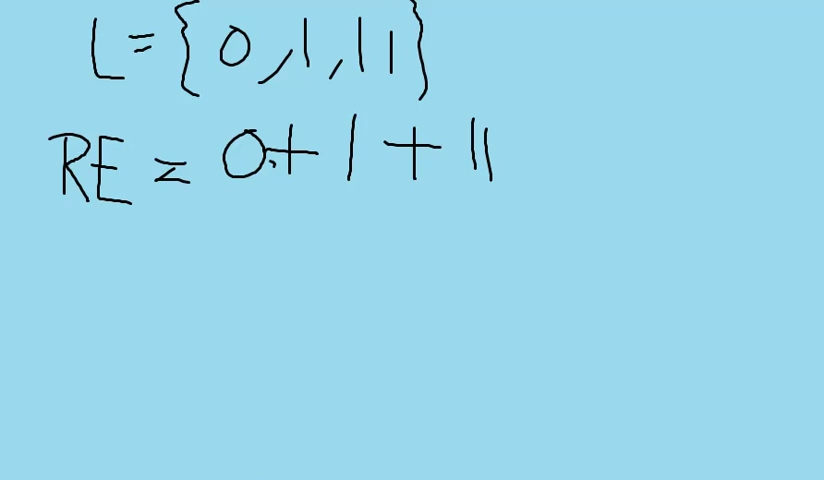 L = {0, 1, 11}
RE = 0 + 1 + 11